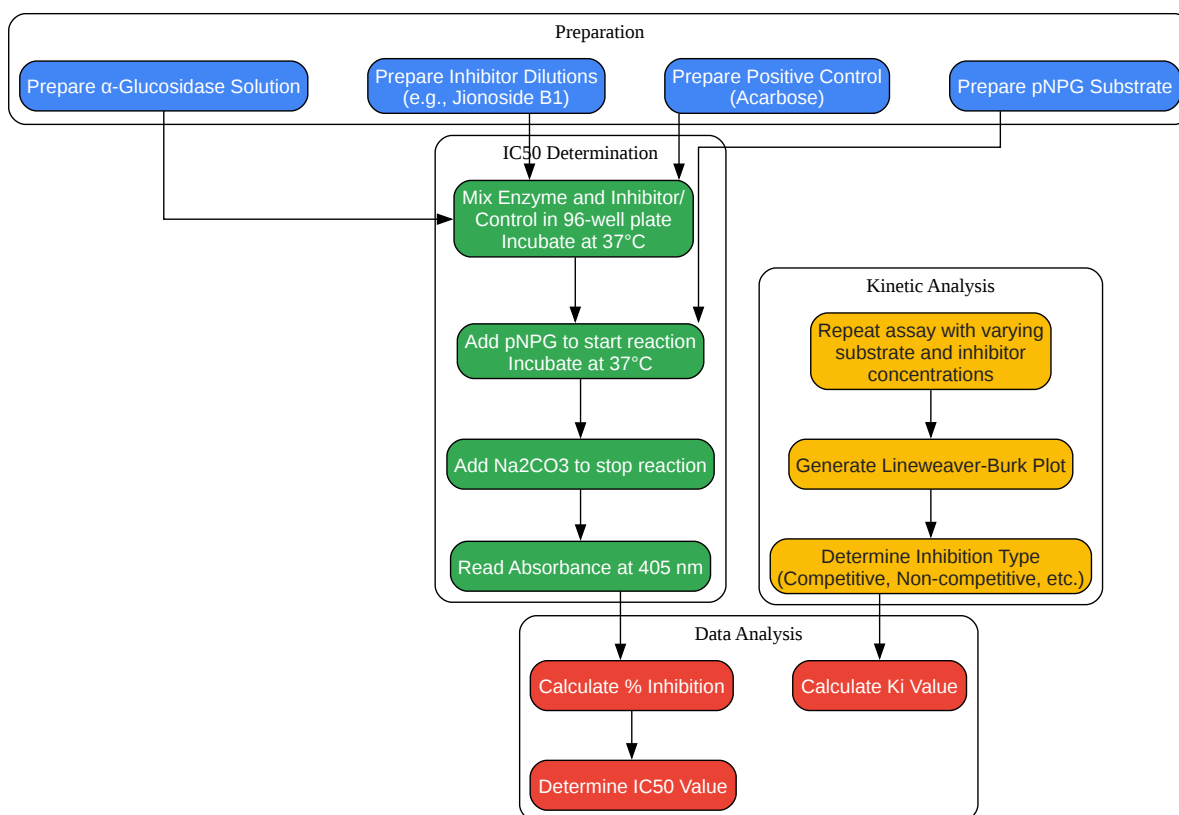 Preparation
Prepare α-Glucosidase Solution
Prepare Inhibitor Dilutions
(e.g., Jionoside B1)
Prepare Positive Control
(Acarbose)
Prepare pNPG Substrate
IC50 Determination
Mix Enzyme and Inhibitor/
Control in 96-well plate
Incubate at 37°C
Add pNPG to start reaction
Incubate at 37°C
Add Na2CO3 to stop reaction
Read Absorbance at 405 nm
Kinetic Analysis
Repeat assay with varying
substrate and inhibitor
concentrations
Generate Lineweaver-Burk Plot
Determine Inhibition Type
(Competitive, Non-competitive, etc.)
Data Analysis
Calculate % Inhibition
Calculate Ki Value
Determine IC50 Value